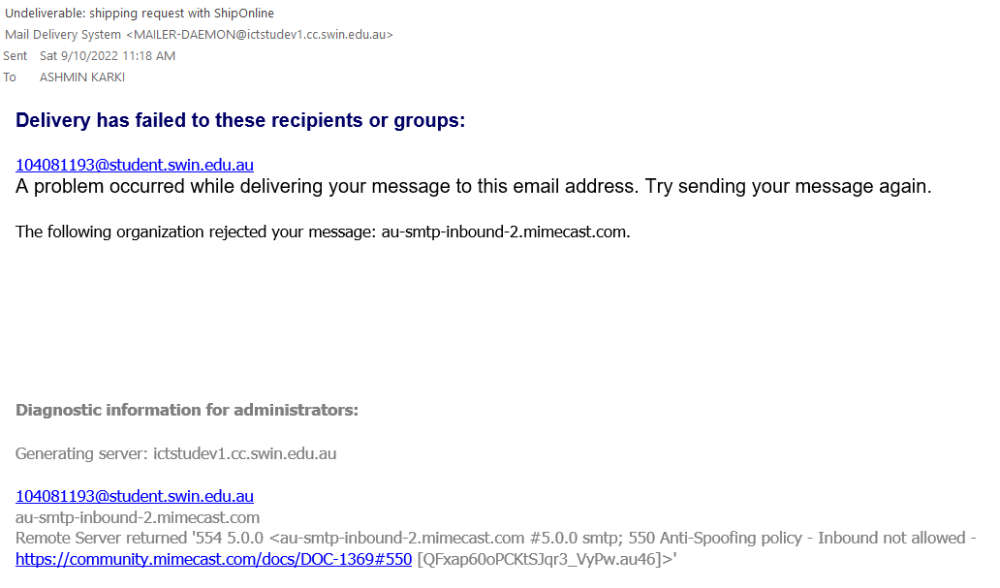 Undeliverable: shipping request with ShipOnline
Mail Delivery System <MAILER-DAEMON@ictstudev1.cc.swin.edu.au>
Sent Sat 9/10/2022 11:18 AM
To ASHMIN KARKI
Delivery has failed to these recipients or groups:
104081193@student.swin.edu.au
A problem occurred while delivering your message to this email address. Try sending your message again.
The following organization rejected your message: au-smtp-inbound-2.mimecast.com.
Diagnostic information for administrators:
Generating server: ictstudev1.cc.swin.edu.au
104081193@student.swin.edu.au
au-smtp-inbound-2.mimecast.com
Remote Server returned '554 5.0.0 <au-smtp-inbound-2.mimecast.com #5.0.0 smtp; 550 Anti-Spoofing policy - Inbound not allowed -
https://community.mimecast.com/docs/DOC-1369#550 [QFxap60oPCKtSJqr3_VyPw.au46]>'